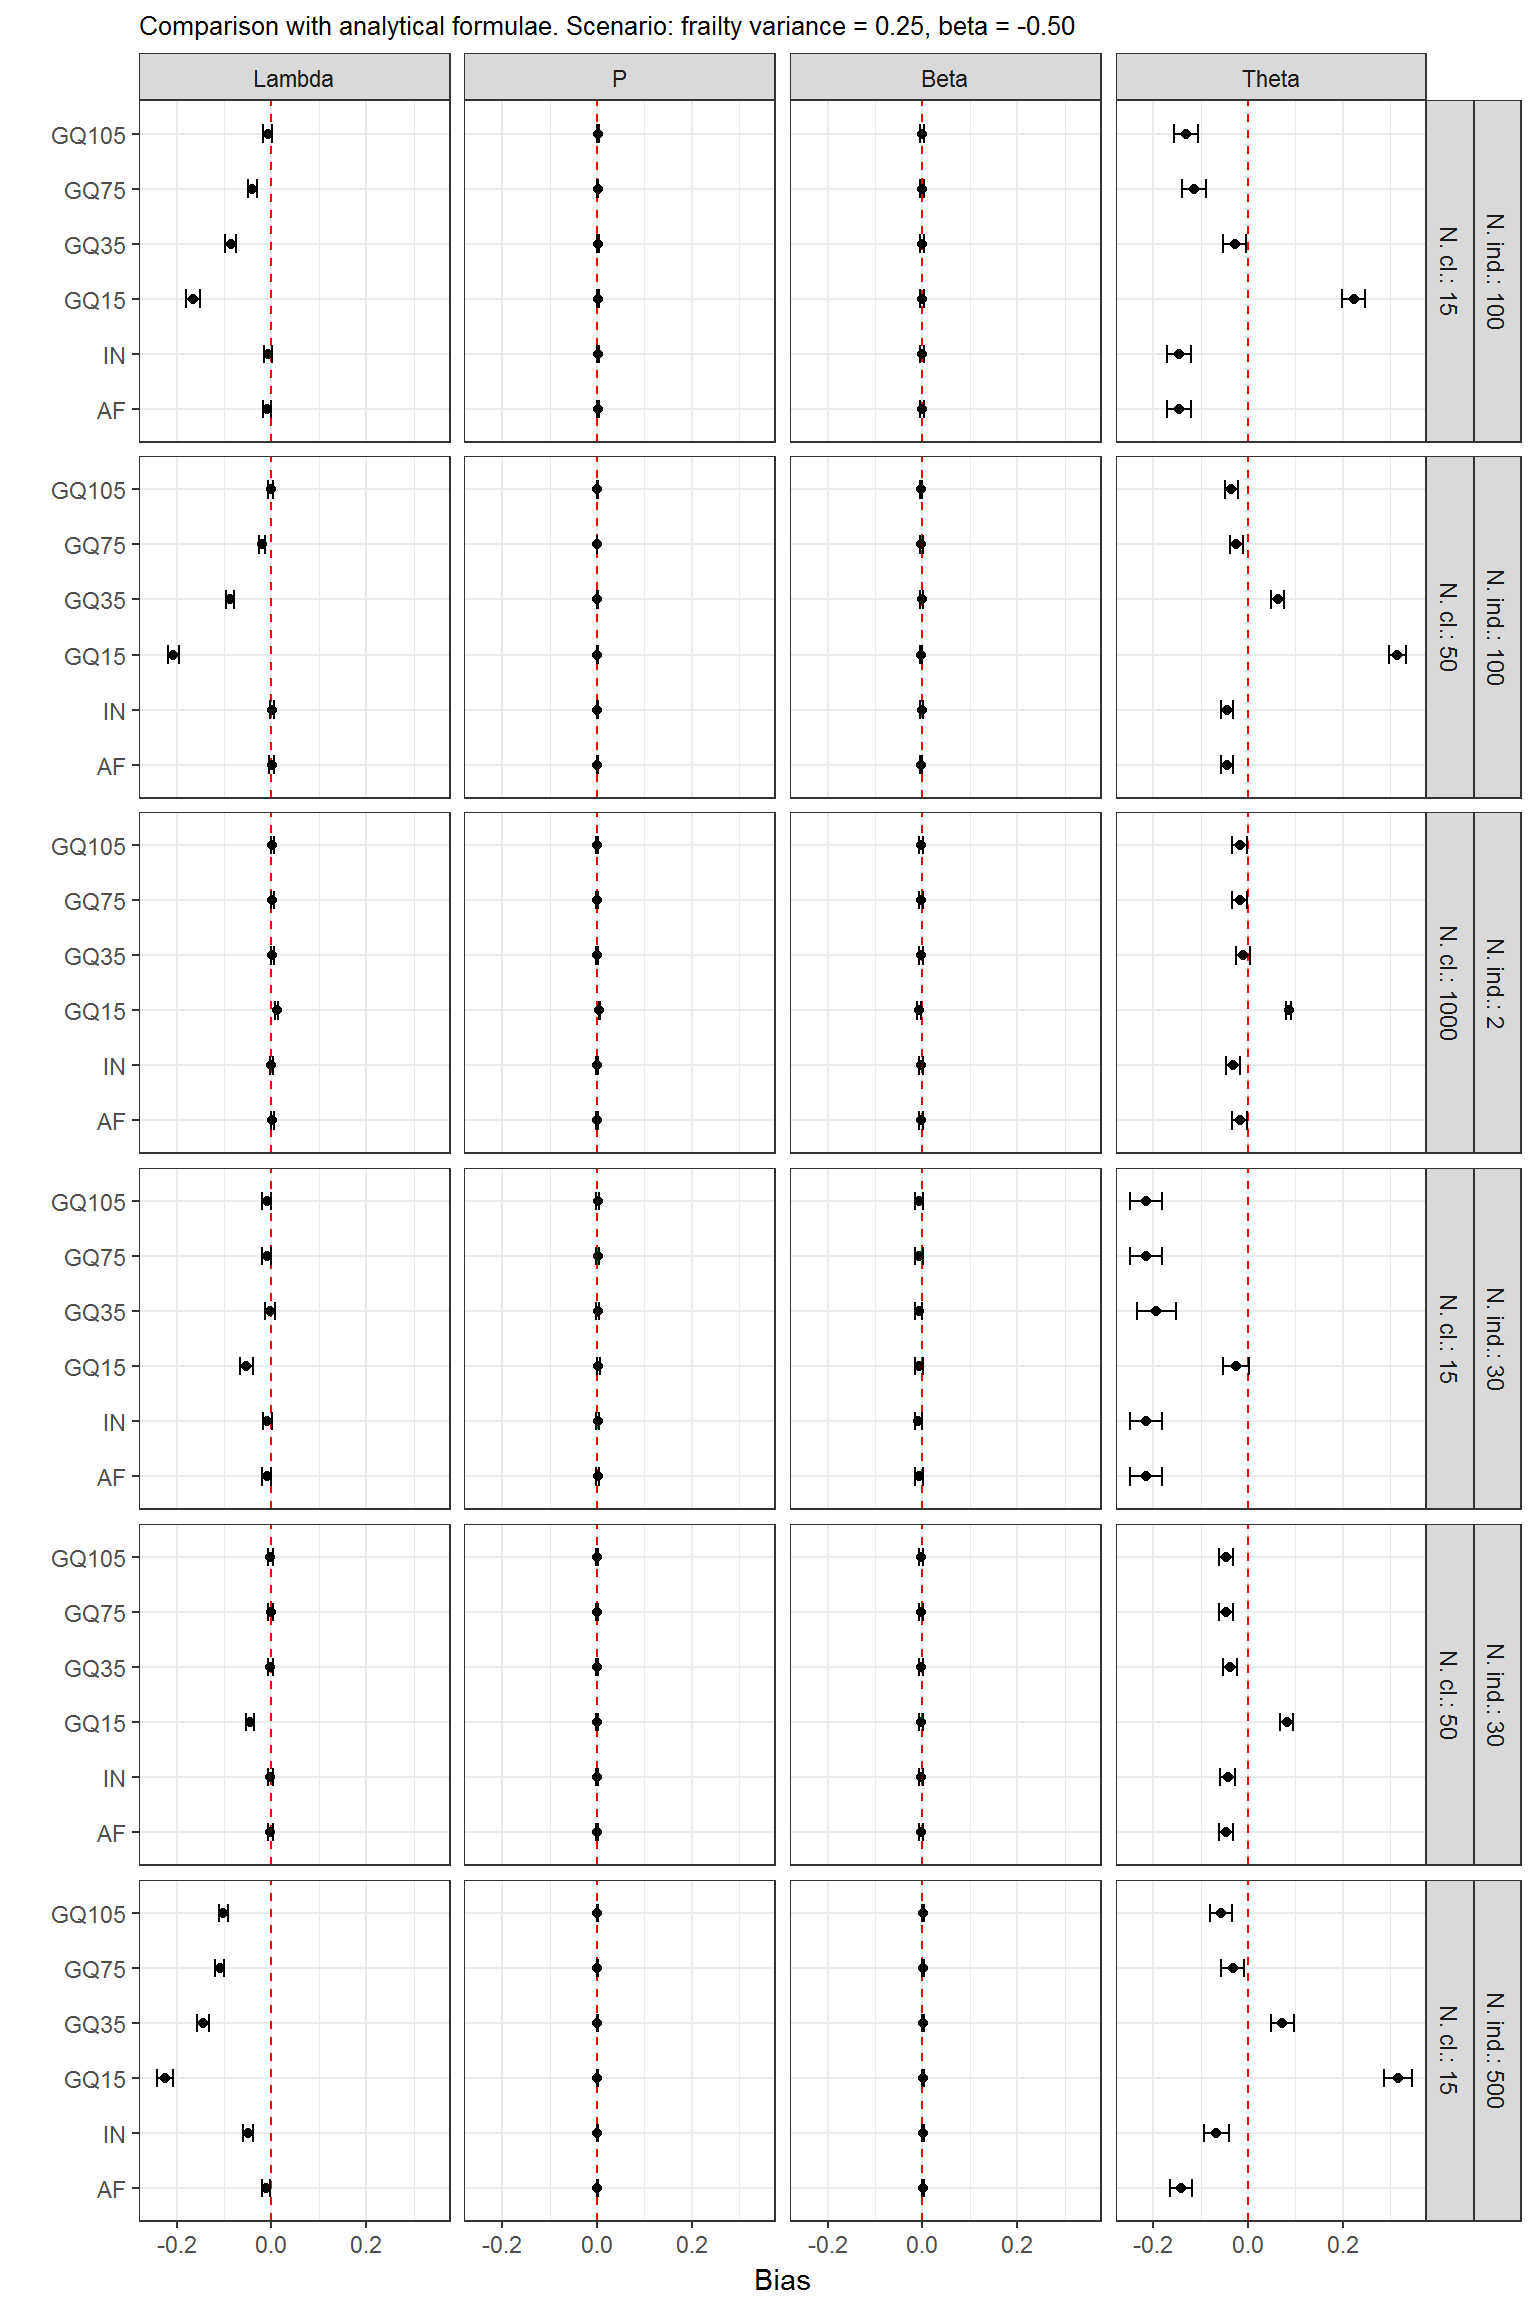 Comparison with analytical formulae. Scenario: frailty variance = 0.25, beta = -0.50
Lambda
P
Beta
Theta
GQ105
GQ75
GQ35
GQ15
IN
AF
N. cl.: 15
N. ind.: 100
GQ105
GQ75
GQ35
GQ15
IN
AF
N. cl.: 50
N. ind.: 100
GQ105
GQ75
GQ35
GQ15
IN
AF
N. cl.: 1000
N. ind.: 2
GQ105
GQ75
GQ35
GQ15
IN
AF
N. cl.: 15
N. ind.: 30
GQ105
GQ75
GQ35
GQ15
IN
AF
N. cl.: 50
N. ind.: 30
GQ105
GQ75
GQ35
GQ15
IN
AF
N. cl.: 15
N. ind.: 500
-0.2 0.0 0.2
-0.2 0.0 0.2
-0.2 0.0 0.2
-0.2 0.0 0.2
Bias